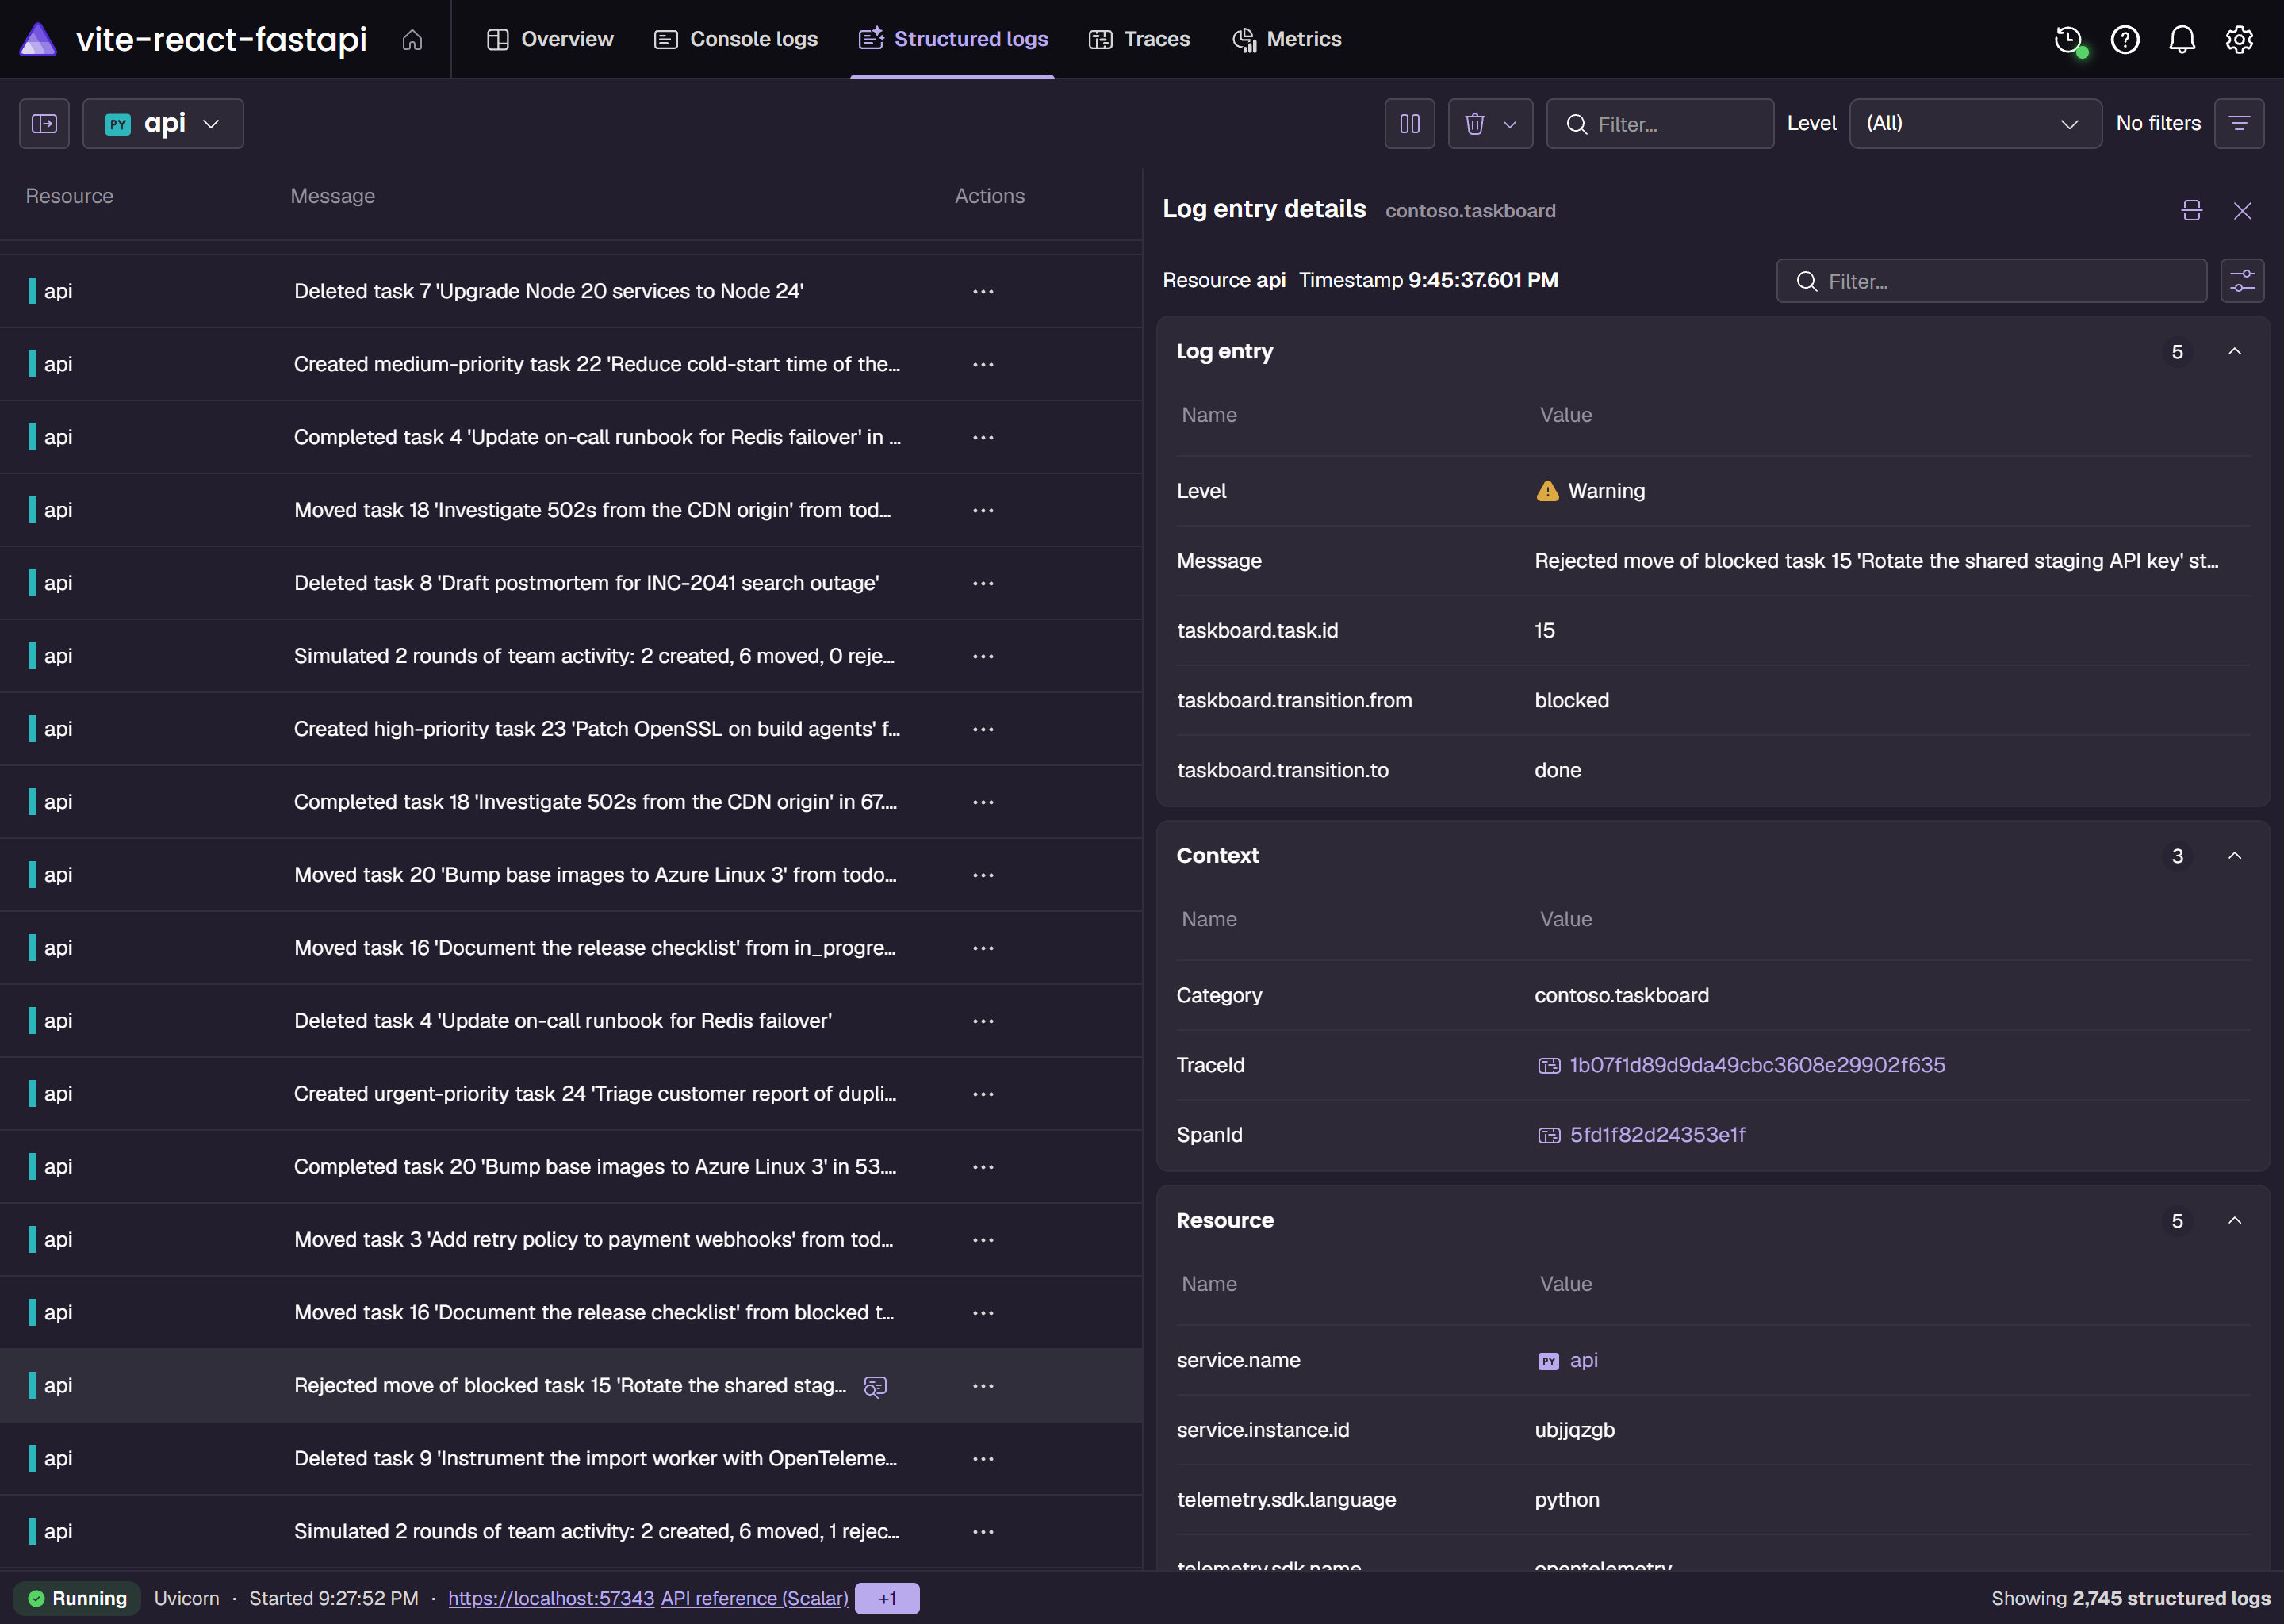 vite-react-fastapi
Overview
Console logs
Structured logs
Traces
Metrics
PY api
Filter...
Level
(All)
No filters
Resource Message Actions
api Deleted task 7 'Upgrade Node 20 services to Node 24'
api Created medium-priority task 22 'Reduce cold-start time of the...
api Completed task 4 'Update on-call runbook for Redis failover' in ...
api Moved task 18 'Investigate 502s from the CDN origin' from tod...
api Deleted task 8 'Draft postmortem for INC-2041 search outage'
api Simulated 2 rounds of team activity: 2 created, 6 moved, 0 reje...
api Created high-priority task 23 'Patch OpenSSL on build agents' f...
api Completed task 18 'Investigate 502s from the CDN origin' in 67....
api Moved task 20 'Bump base images to Azure Linux 3' from todo...
api Moved task 16 'Document the release checklist' from in_progre...
api Deleted task 4 'Update on-call runbook for Redis failover'
api Created urgent-priority task 24 'Triage customer report of dupli...
api Completed task 20 'Bump base images to Azure Linux 3' in 53....
api Moved task 3 'Add retry policy to payment webhooks' from tod...
api Moved task 16 'Document the release checklist' from blocked t...
api Rejected move of blocked task 15 'Rotate the shared stag...
api Deleted task 9 'Instrument the import worker with OpenTeleme...
api Simulated 2 rounds of team activity: 2 created, 6 moved, 1 rejec...
Log entry details contoso.taskboard
Resource api Timestamp 9:45:37.601 PM
Filter...
Log entry 5
Name Value
Level Warning
Message Rejected move of blocked task 15 'Rotate the shared staging API key' st...
taskboard.task.id 15
taskboard.transition.from blocked
taskboard.transition.to done
Context 3
Name Value
Category contoso.taskboard
TraceId 1b07f1d89d9da49cbc3608e29902f635
SpanId 5fd1f82d24353e1f
Resource 5
Name Value
service.name PY api
service.instance.id ubjjqzgb
telemetry.sdk.language python
telemetry.sdk.name opentelemetry
Running Uvicorn · Started 9:27:52 PM · https://localhost:57343 API reference (Scalar) +1
Showing 2,745 structured logs